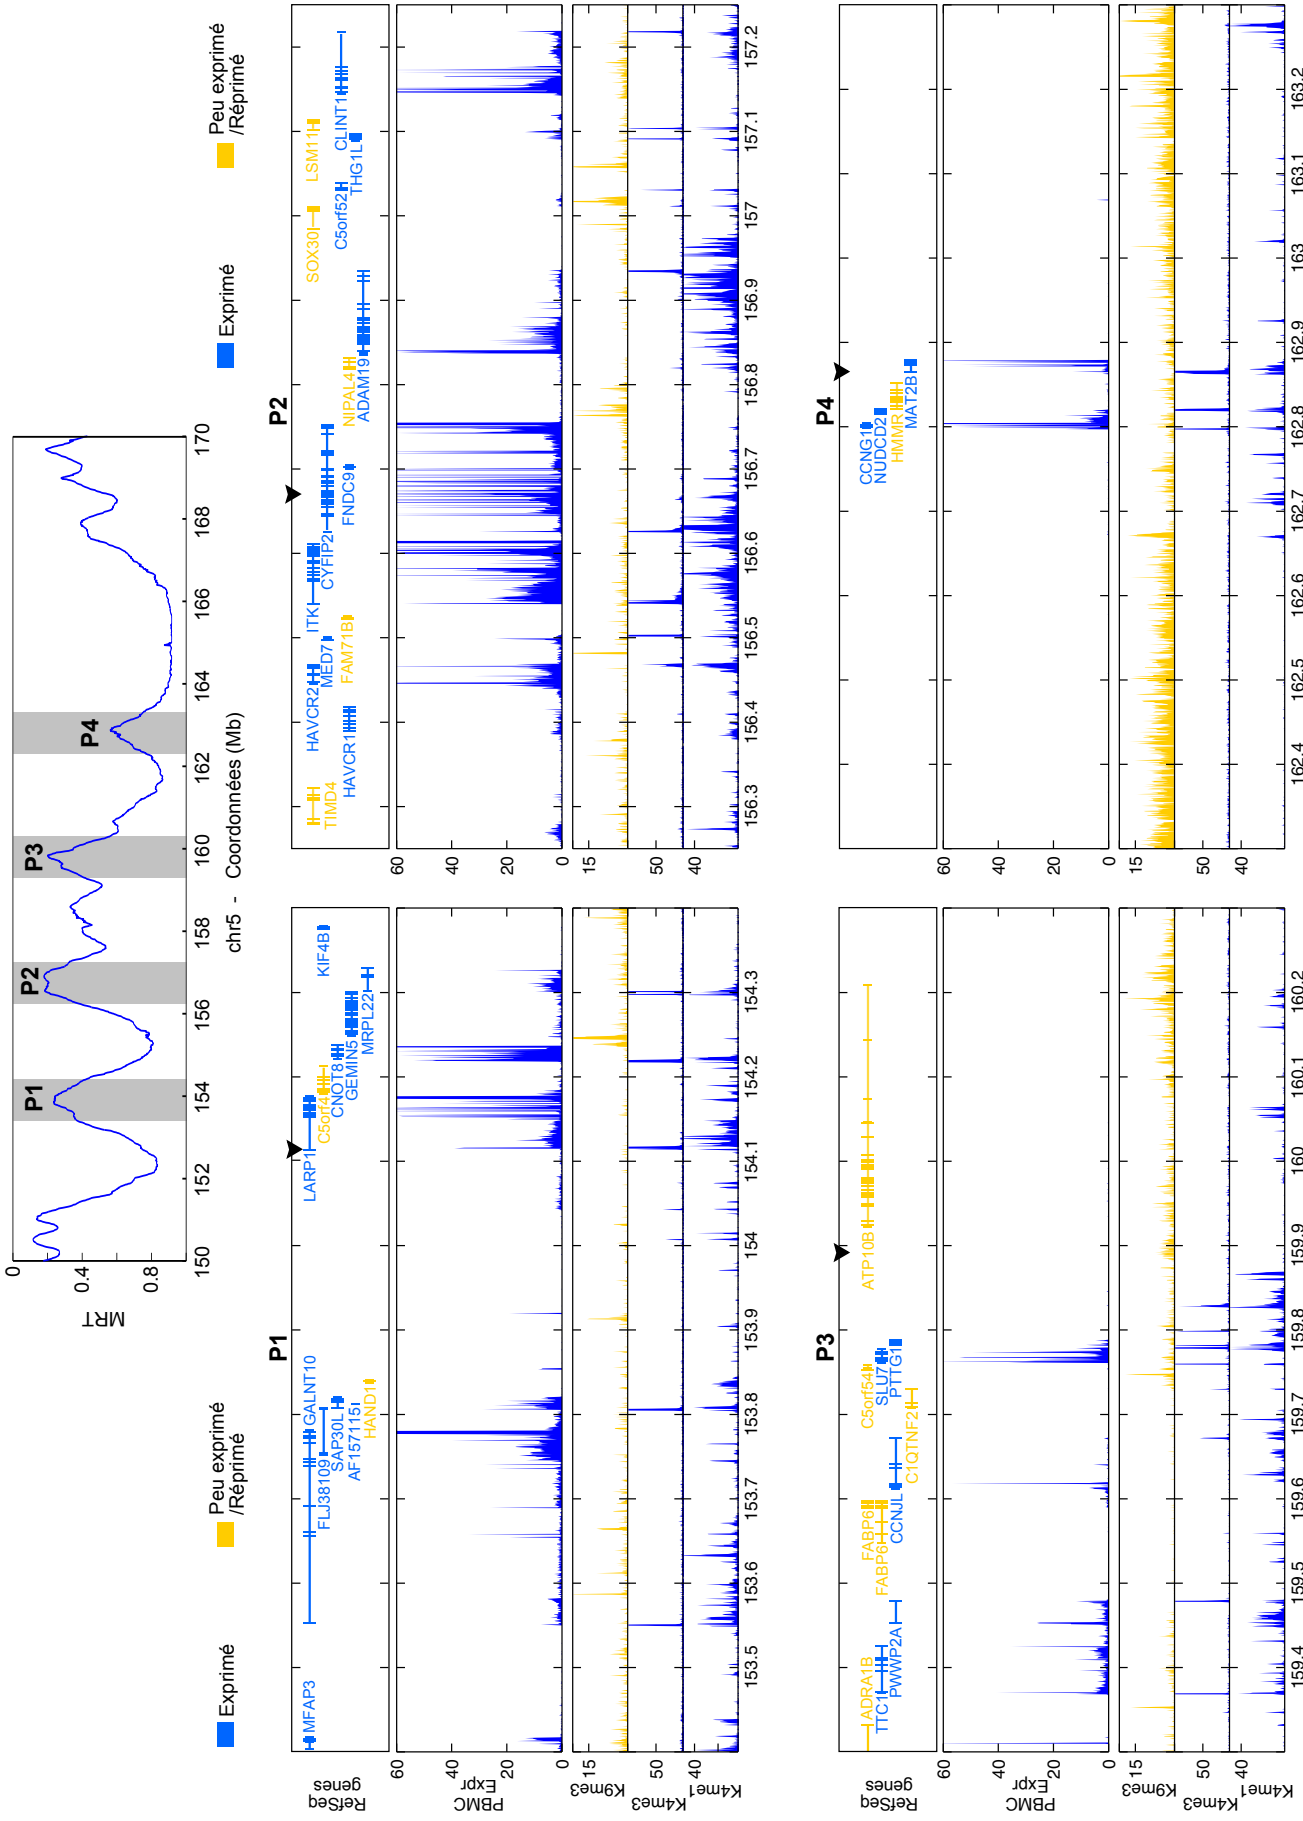 0
0.4
0.8
MRT
P1
P2
P3
P4
150
152
154
156
158
160
162
164
166
168
170
chr5 - Coordonnées (Mb)
Exprimé
Peu exprimé
/Réprimé
Exprimé
Peu exprimé
/Réprimé
P1
RefSeq
genes
MFAP3
GALNT10
FLJ38109
SAP30L
AF157115
HAND1
LARP1
C5orf4
CNOT8
GEMIN5
MRPL22
KIF4B
PBMC
Expr
60
40
20
0
K9me3
15
K4me3
50
K4me1
40
153.5
153.6
153.7
153.8
153.9
154
154.1
154.2
154.3
P2
TIMD4
HAVCR2
HAVCR1
MED7
FAM71B
ITK
CYFIP2
FNDC9
NIPAL4
ADAM19
SOX30
C5orf52
LSM11
CLINT1
THG1L
60
40
20
0
15
50
40
156.3
156.4
156.5
156.6
156.7
156.8
156.9
157
157.1
157.2
P3
RefSeq
genes
ADRA1B
TTC1
PWWP2A
FABP6
FABP6
CCNJL
C1QTNF2
C5orf54
SLU7
PTTG1
ATP10B
PBMC
Expr
60
40
20
0
K9me3
15
K4me3
50
K4me1
40
159.4
159.5
159.6
159.7
159.8
159.9
160
160.1
160.2
P4
CCNG1
NUDCD2
HMMR
MAT2B
60
40
20
0
15
50
40
162.4
162.5
162.6
162.7
162.8
162.9
163
163.1
163.2